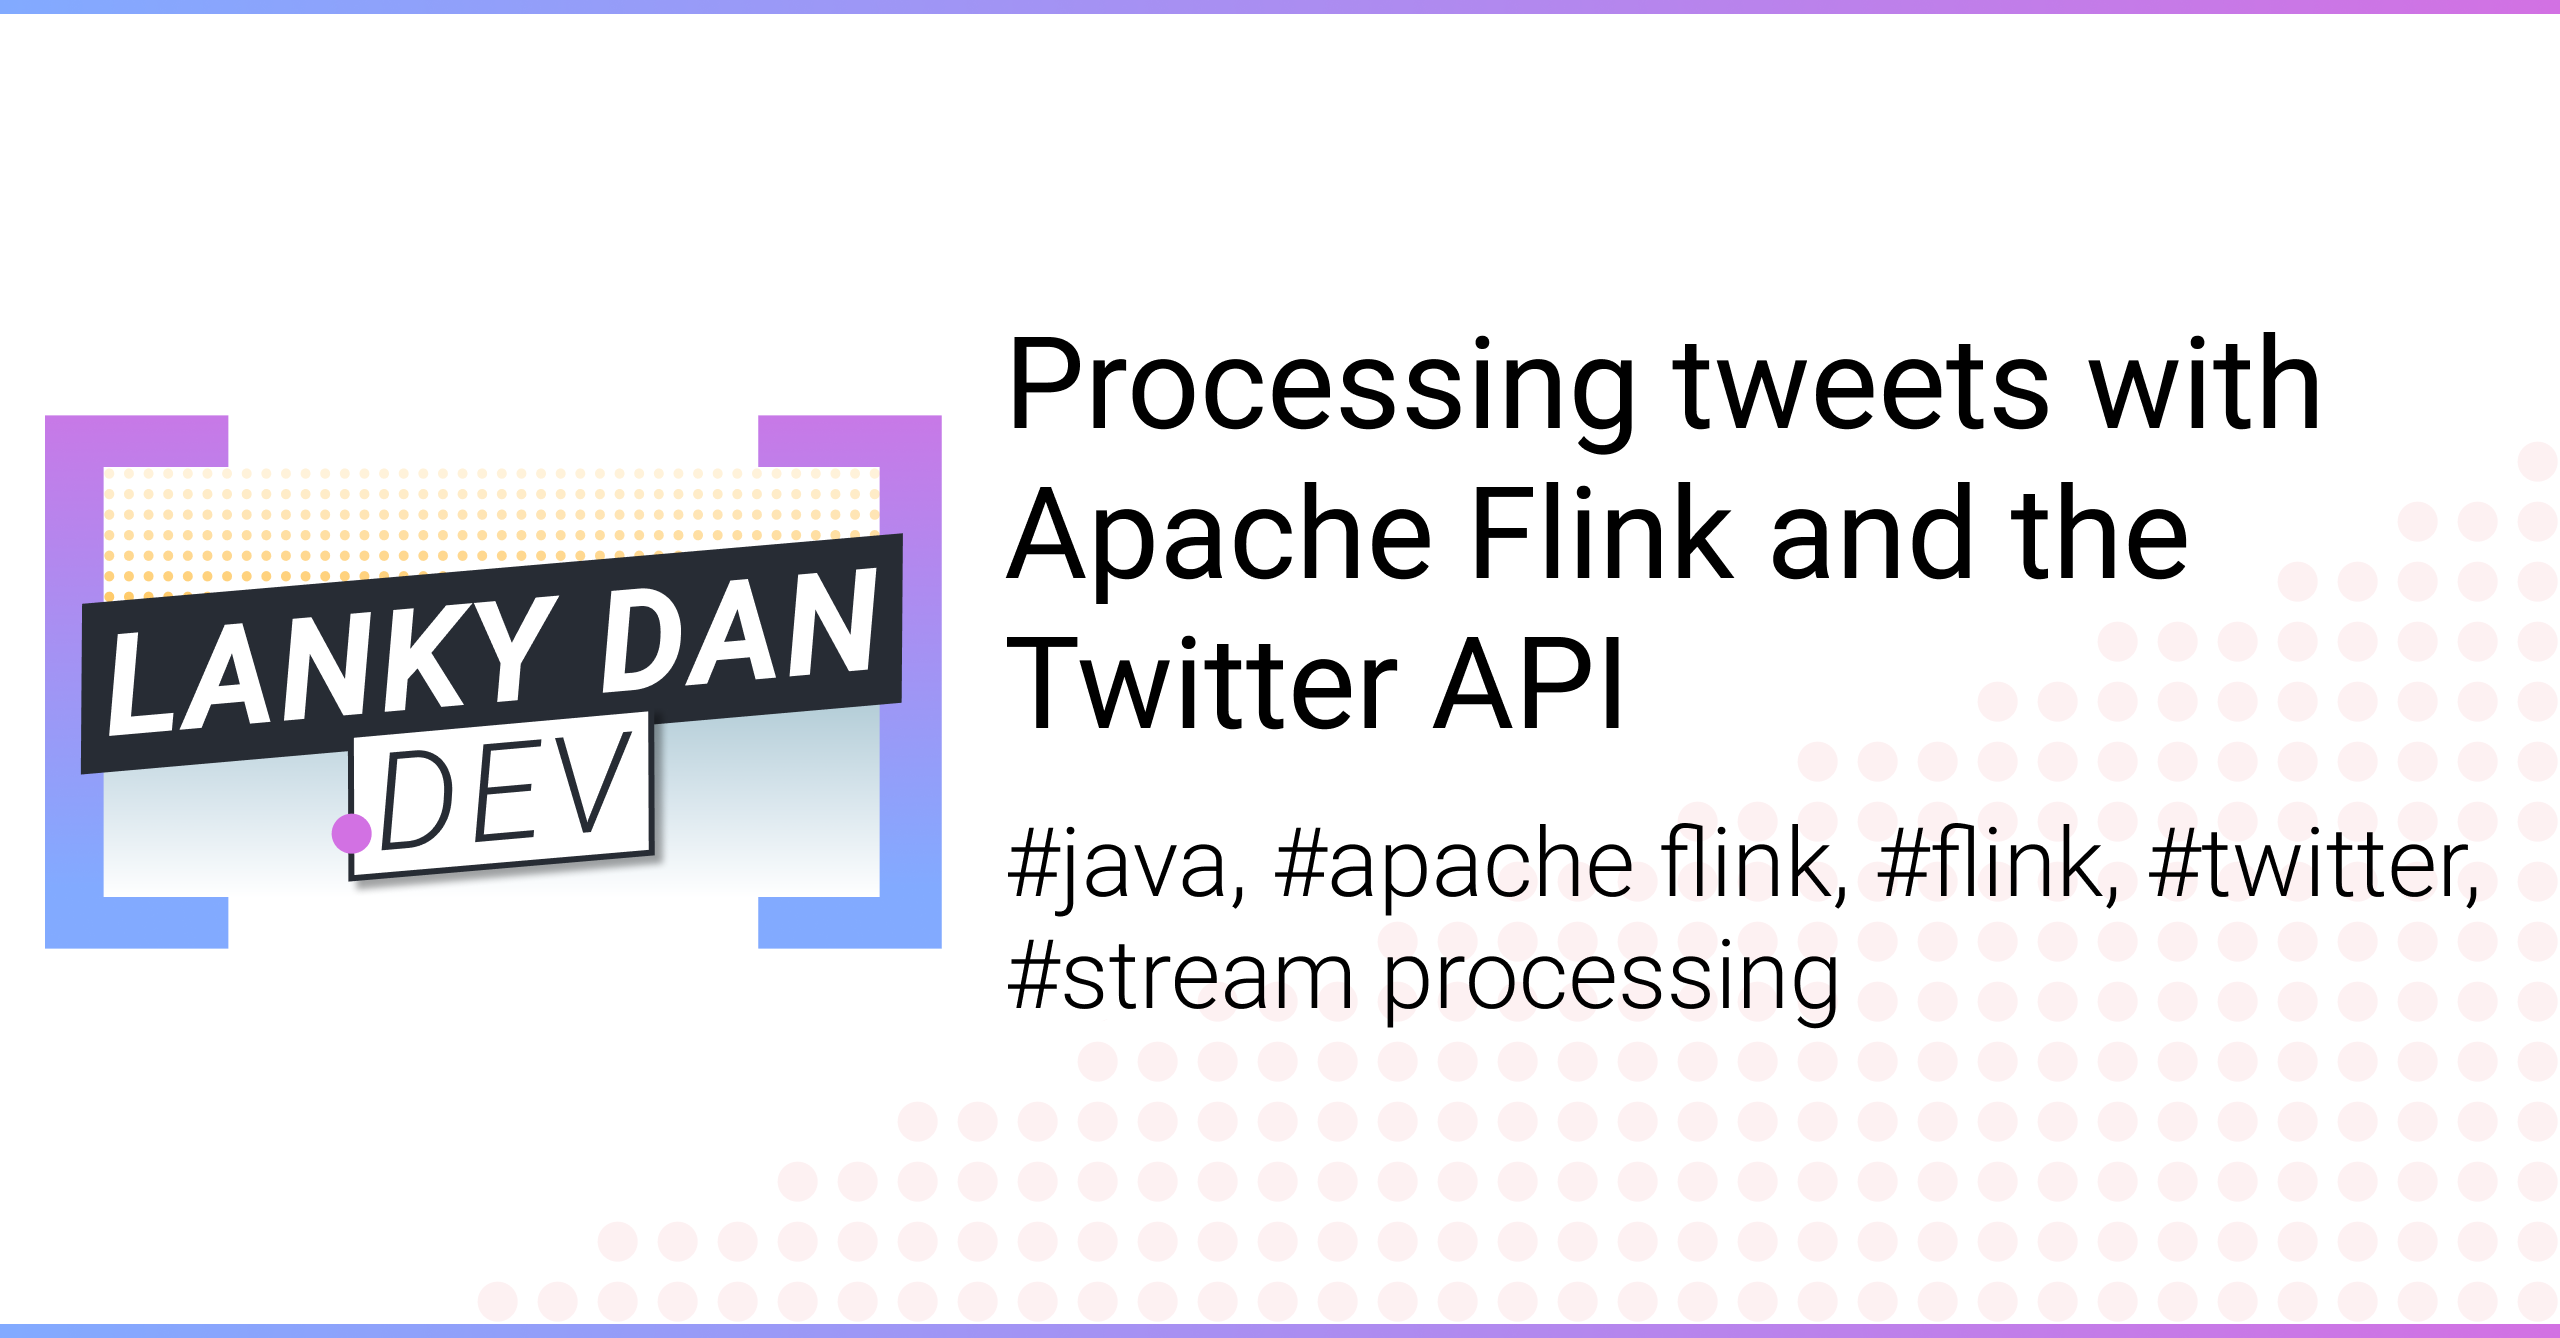 LANKY DAN
.DEV
Processing tweets with
Apache Flink and the
Twitter API
#java, #apache flink, #flink, #twitter,
#stream processing